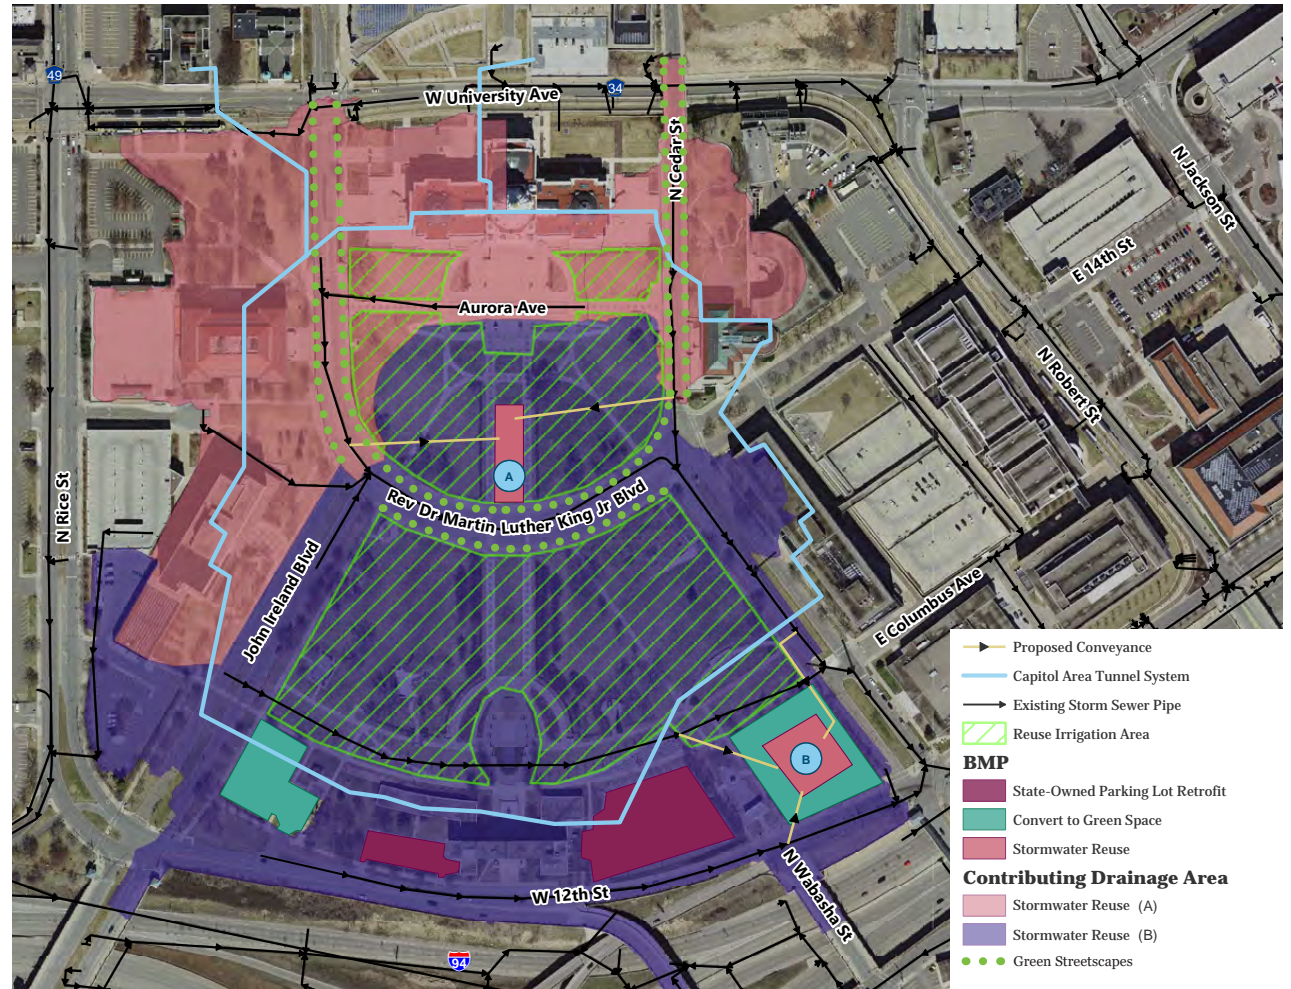 49
W University Ave
34
N Cedar St
N Jackson St
E 14th St
Aurora Ave
N Robert St
A
Rev Dr Martin Luther King Jr Blvd
N Rice St
John Ireland Blvd
E Columbus Ave
B
N Wabasha St
W 12th St
94
Proposed Conveyance
Capitol Area Tunnel System
Existing Storm Sewer Pipe
Reuse Irrigation Area
BMP
State-Owned Parking Lot Retrofit
Convert to Green Space
Stormwater Reuse
Contributing Drainage Area
Stormwater Reuse (A)
Stormwater Reuse (B)
Green Streetscapes